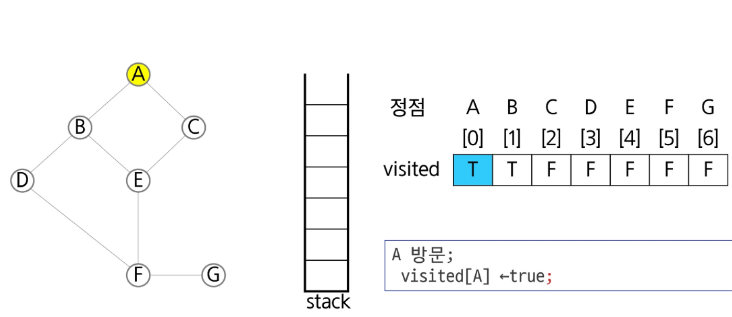 A
B
C
D
E
F
G
stack
정점 A B C D E F G
[0] [1] [2] [3] [4] [5] [6]
visited T T F F F F F
A 방문;
visited[A] ←true;